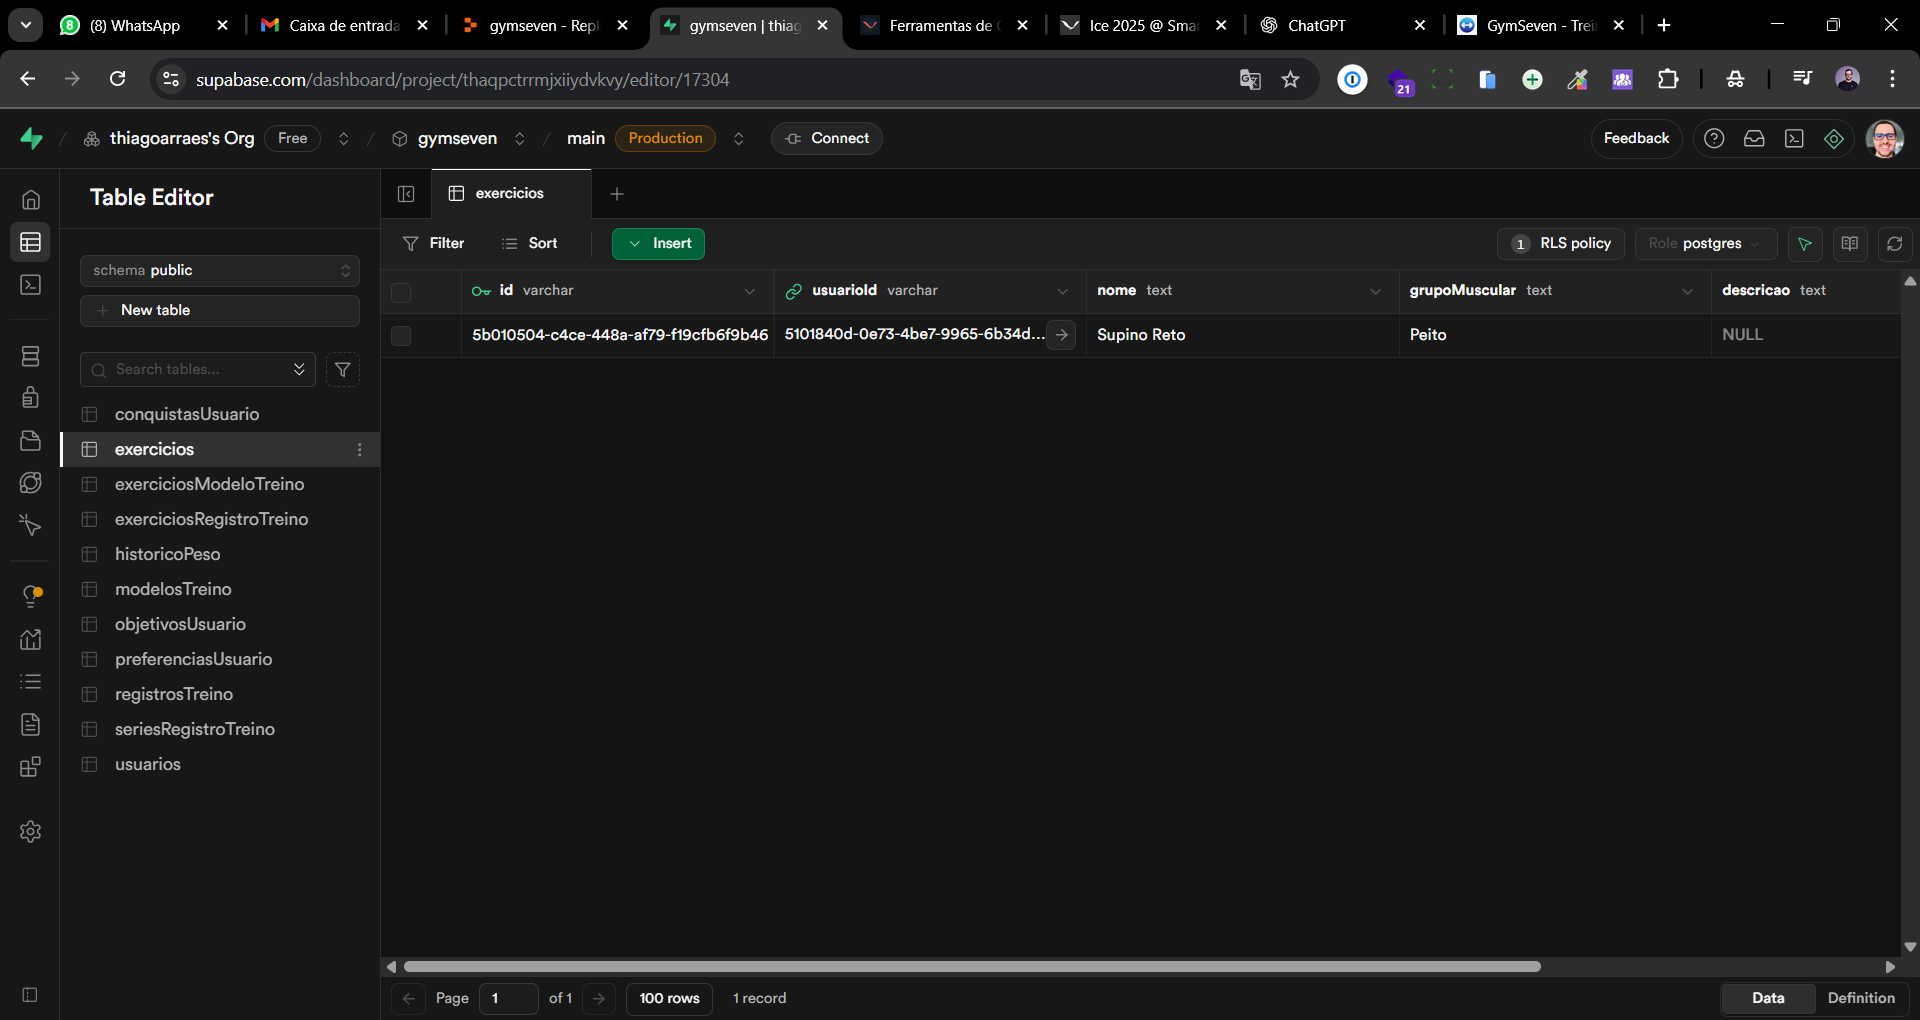 (8) WhatsApp
Caixa de entrada
gymseven - Repl
gymseven | thiag
Ferramentas de
Ice 2025 @ Sma
ChatGPT
GymSeven - Trei
supabase.com/dashboard/project/thaqpctrrmjxiiydvkvy/editor/17304
21
thiagoarraes's Org Free
gymseven
main Production
Connect
Feedback
Table Editor
exercicios
schema public
New table
Search tables...
conquistasUsuario
exercicios
exerciciosModeloTreino
exerciciosRegistroTreino
historicoPeso
modelosTreino
objetivosUsuario
preferenciasUsuario
registrosTreino
seriesRegistroTreino
usuarios
Filter
Sort
Insert
1 RLS policy
Role postgres
id varchar
usuarioId varchar
nome text
grupoMuscular text
descricao text
5b010504-c4ce-448a-af79-f19cfb6f9b46
5101840d-0e73-4be7-9965-6b34d...
Supino Reto
Peito
NULL
Page 1 of 1
100 rows
1 record
Data
Definition